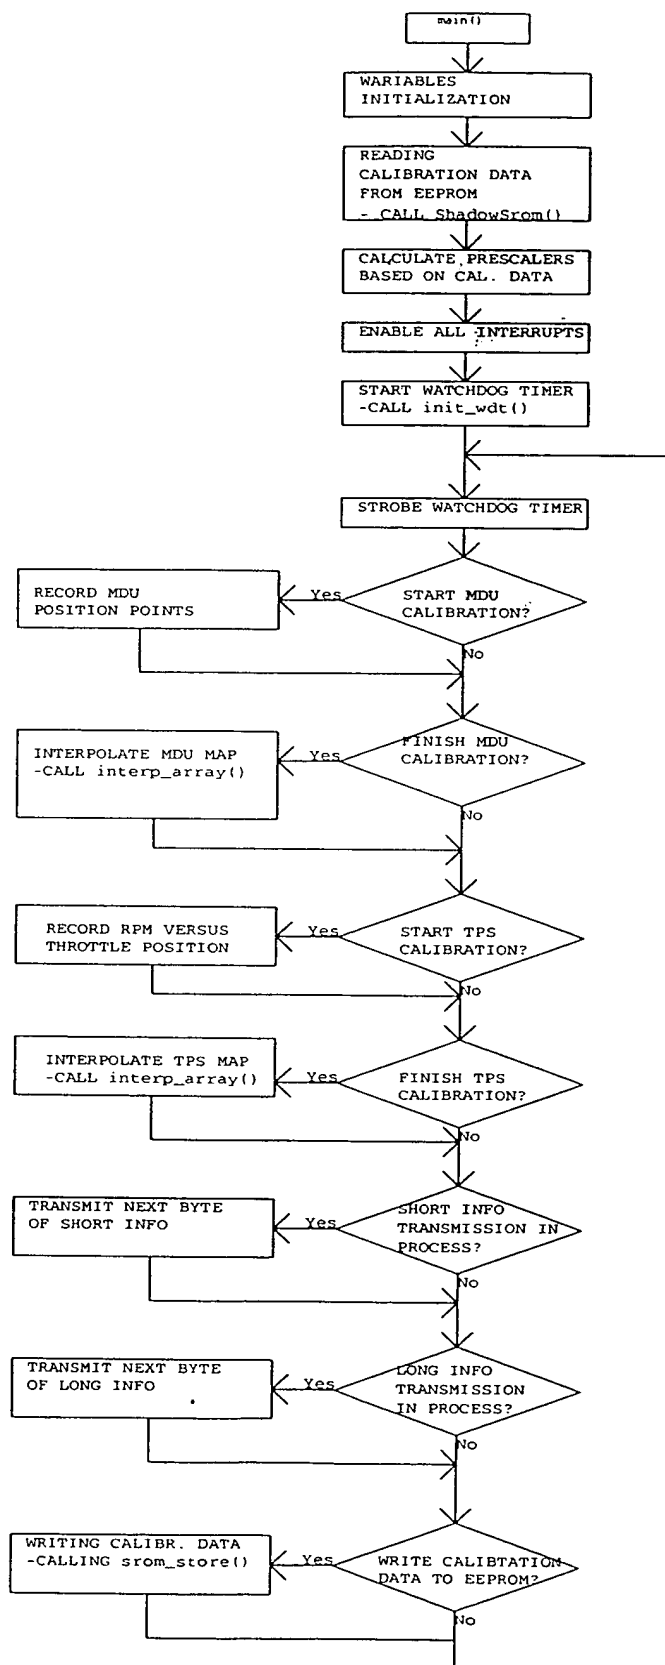 main()
WARIABLES
INITIALIZATION
READING
CALIBRATION DATA
FROM EEPROM
- CALL ShadowSrom()
CALCULATE PRESCALERS
BASED ON CAL. DATA
ENABLE ALL INTERRUPTS
START WATCHDOG TIMER
-CALL init_wdt()
STROBE WATCHDOG TIMER
RECORD MDU
POSITION POINTS
Yes
START MDU
CALIBRATION?
No
INTERPOLATE MDU MAP
-CALL interp_array()
Yes
FINISH MDU
CALIBRATION?
No
RECORD RPM VERSUS
THROTTLE POSITION
Yes
START TPS
CALIBRATION?
No
INTERPOLATE TPS MAP
-CALL interp_array()
Yes
FINISH TPS
CALIBRATION?
No
TRANSMIT NEXT BYTE
OF SHORT INFO
Yes
SHORT INFO
TRANSMISSION IN
PROCESS?
No
TRANSMIT NEXT BYTE
OF LONG INFO
Yes
LONG INFO
TRANSMISSION
IN PROCESS?
No
WRITING CALIBR. DATA
-CALLING srom_store()
Yes
WRITE CALIBTATION
DATA TO EEPROM?
No